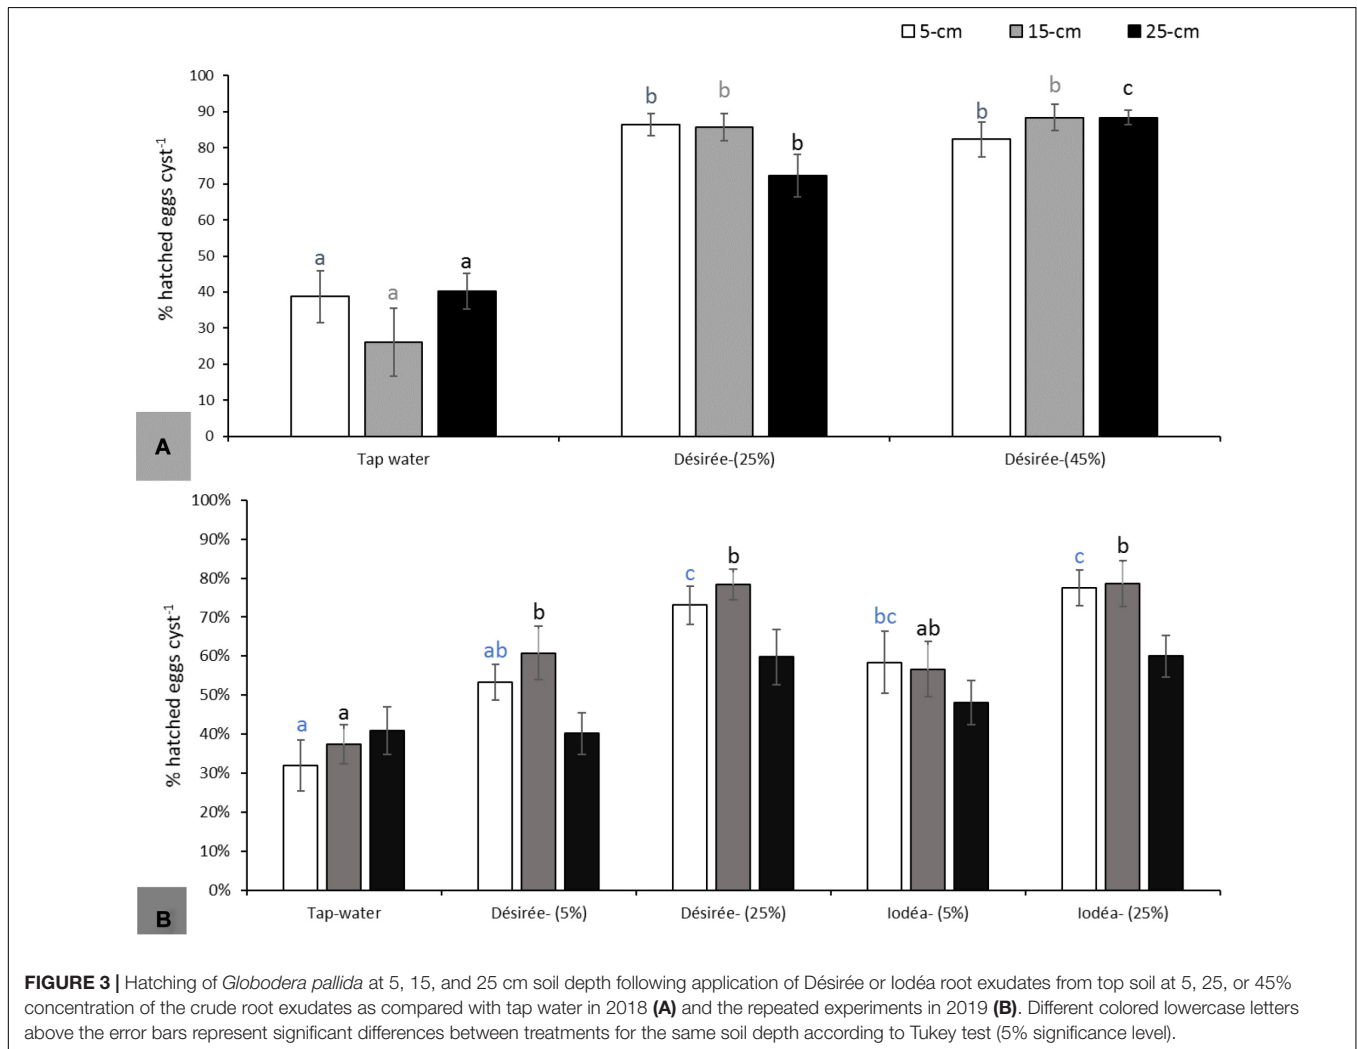 5-cm 15-cm 25-cm
% hatched eggs cyst-1
100
90
80
70
60
50
40
30
20
10
0
a a a b b b b b c
Tap water Désirée-(25%) Désirée-(45%)
A
% hatched eggs cyst-1
100%
90%
80%
70%
60%
50%
40%
30%
20%
10%
0%
a a ab b c b bc ab c b
Tap-water Désirée- (5%) Désirée- (25%) Iodéa- (5%) Iodéa- (25%)
B
FIGURE 3 | Hatching of Globodera pallida at 5, 15, and 25 cm soil depth following application of Désirée or Iodéa root exudates from top soil at 5, 25, or 45%
concentration of the crude root exudates as compared with tap water in 2018 (A) and the repeated experiments in 2019 (B). Different colored lowercase letters
above the error bars represent significant differences between treatments for the same soil depth according to Tukey test (5% significance level).